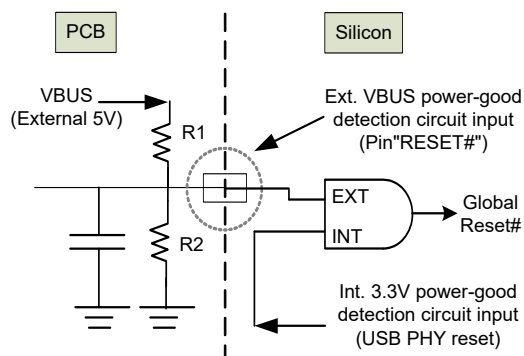 PCB
Silicon
VBUS
(External 5V)
R1
Ext. VBUS power-good
detection circuit input
(Pin"RESET#")
EXT
INT
Global
Reset#
R2
Int. 3.3V power-good
detection circuit input
(USB PHY reset)